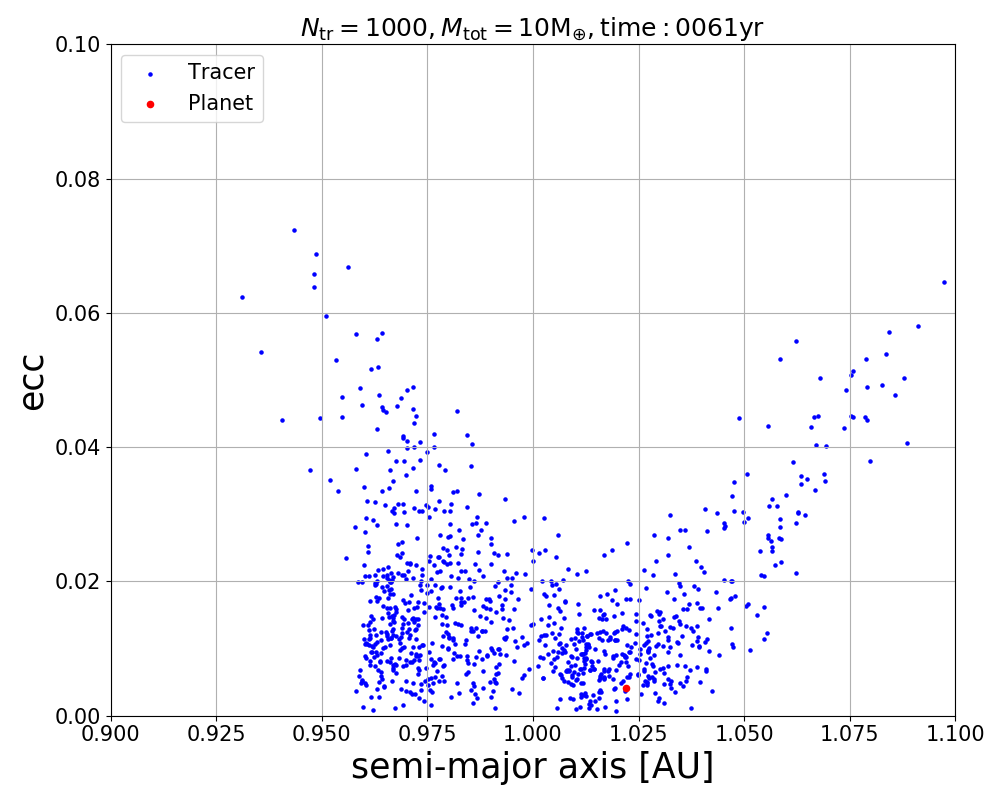 N_tr = 1000, M_tot = 10M_⊕, time : 0061yr
0.10
Tracer
Planet
0.08
0.06
ecc
0.04
0.02
0.00
0.900 0.925 0.950 0.975 1.000 1.025 1.050 1.075 1.100
semi-major axis [AU]